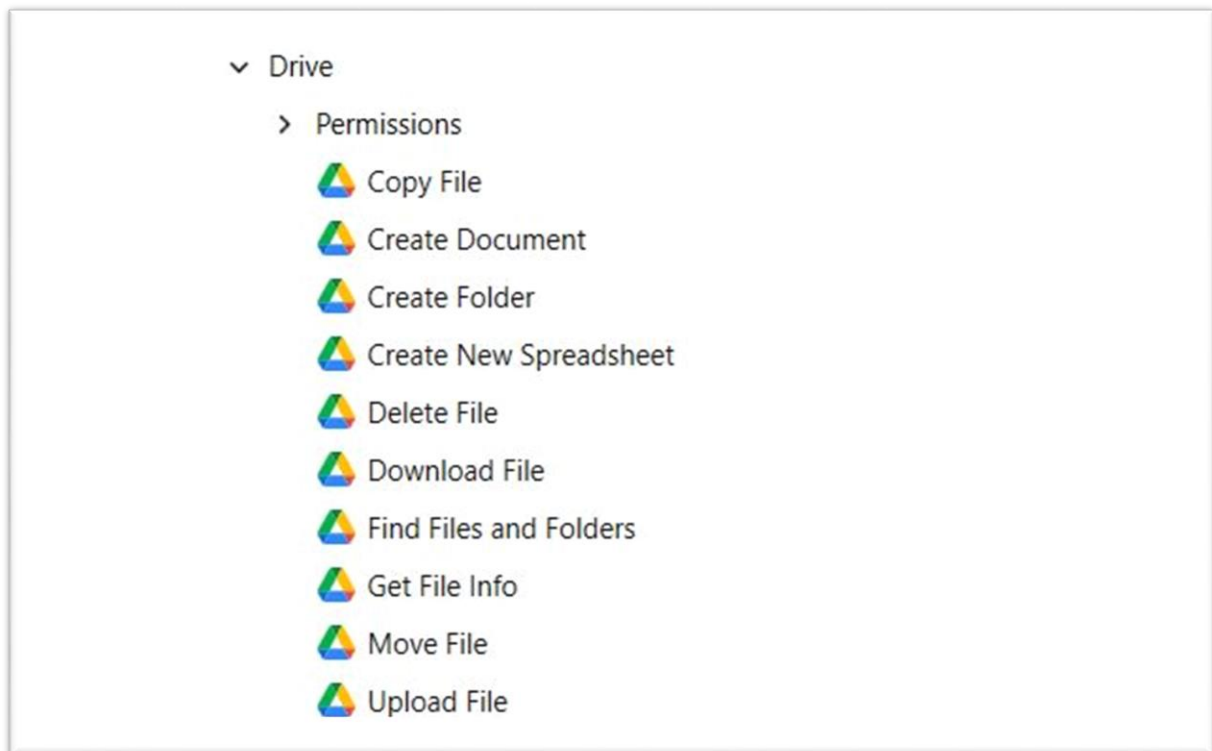 Drive
Permissions
Copy File
Create Document
Create Folder
Create New Spreadsheet
Delete File
Download File
Find Files and Folders
Get File Info
Move File
Upload File